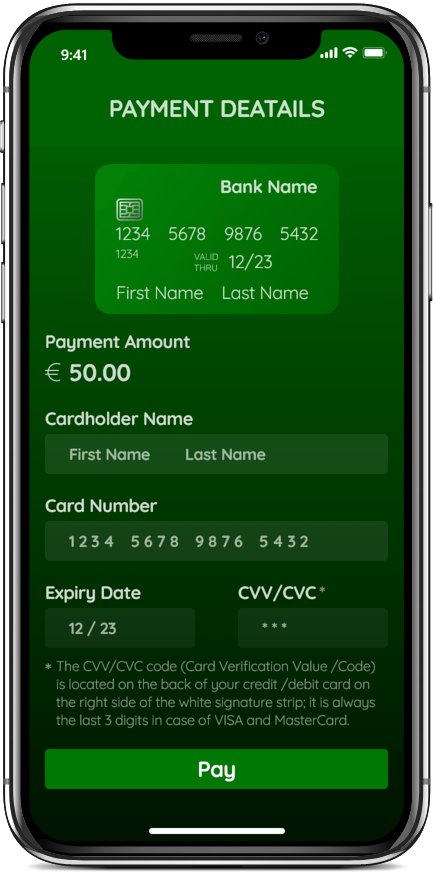 9:41
PAYMENT DEATAILS
Bank Name
1234 5678 9876 5432
1234
VALID THRU 12/23
First Name Last Name
Payment Amount
€ 50.00
Cardholder Name
First Name Last Name
Card Number
1234 5678 9876 5432
Expiry Date CVV/CVC*
12 / 23 ***
* The CVV/CVC code (Card Verification Value /Code)
is located on the back of your credit /debit card on
the right side of the white signature strip; it is always
the last 3 digits in case of VISA and MasterCard.
Pay